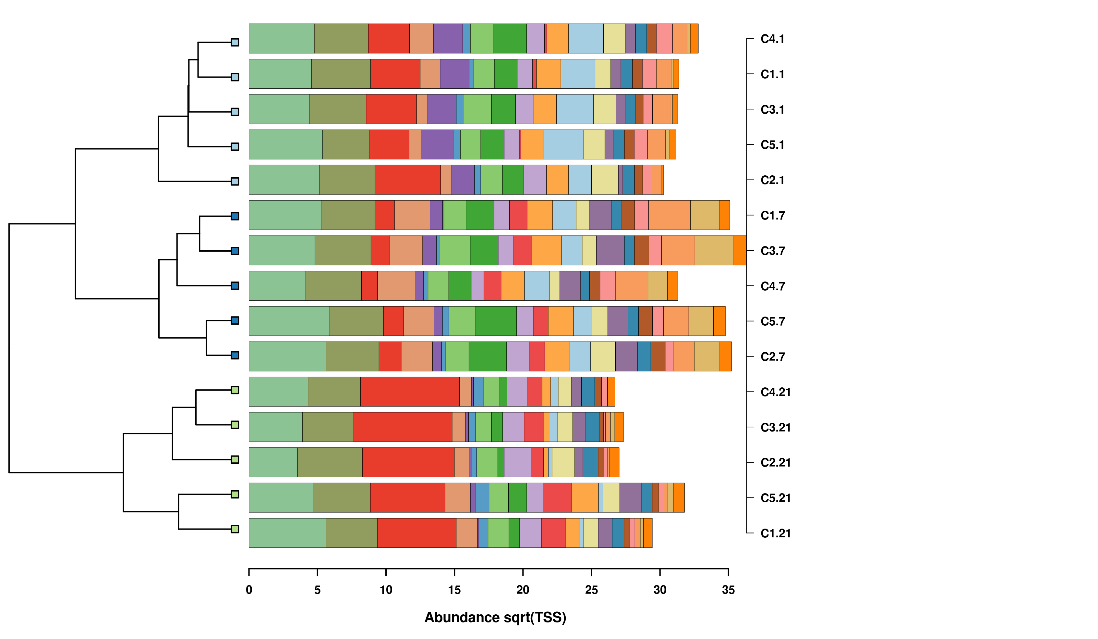 C4.1
C1.1
C3.1
C5.1
C2.1
C1.7
C3.7
C4.7
C5.7
C2.7
C4.21
C3.21
C2.21
C5.21
C1.21
0 5 10 15 20 25 30 35
Abundance sqrt(TSS)